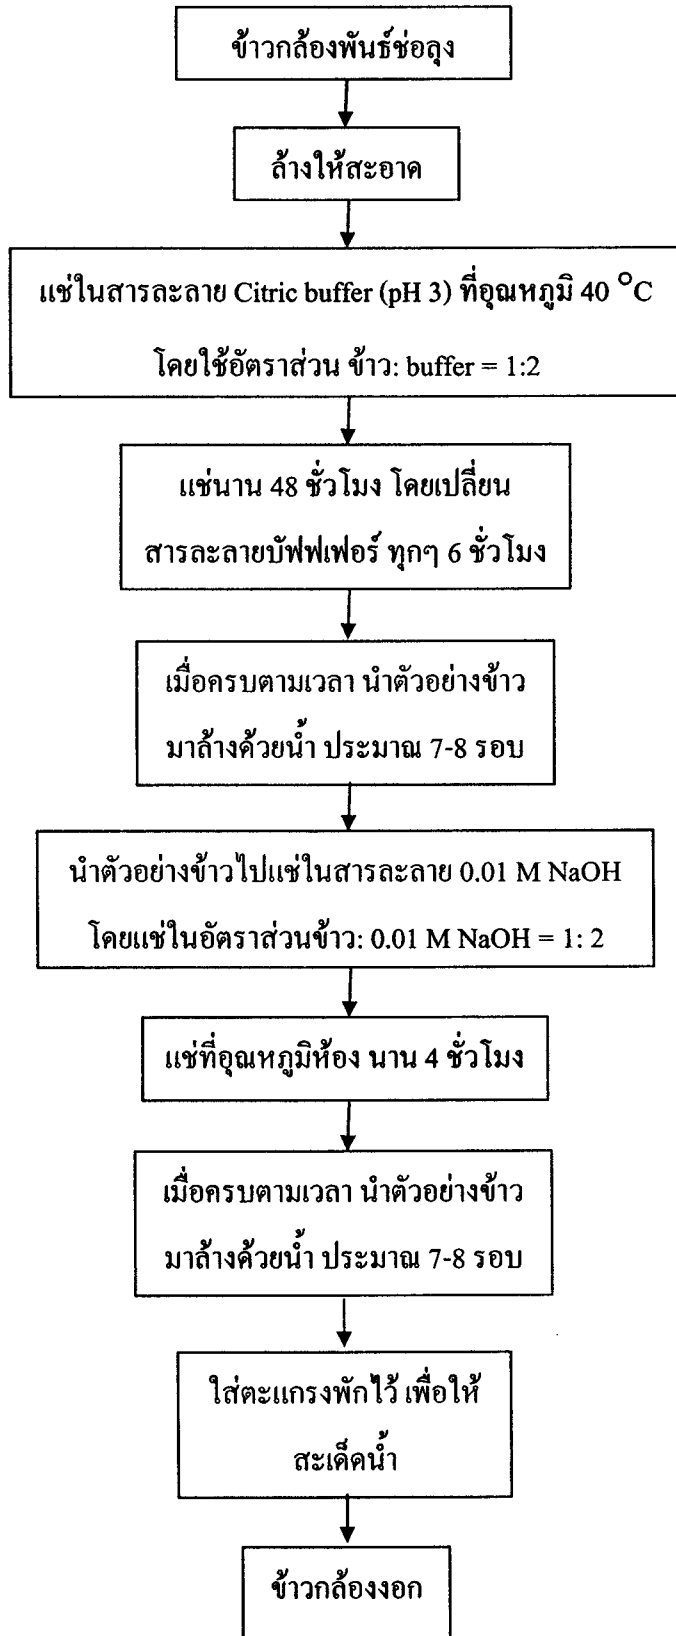 ข้าวกล้องพันธ์ช่อลุง
ล้างให้สะอาด
แช่ในสารละลาย Citric buffer (pH 3) ที่อุณหภูมิ 40 °C
โดยใช้อัตราส่วน ข้าว: buffer = 1:2
แช่นาน 48 ชั่วโมง โดยเปลี่ยน
สารละลายบัฟฟเฟอร์ ทุกๆ 6 ชั่วโมง
เมื่อครบตามเวลา นำตัวอย่างข้าว
มาล้างด้วยน้ำ ประมาณ 7-8 รอบ
นำตัวอย่างข้าวไปแช่ในสารละลาย 0.01 M NaOH
โดยแช่ในอัตราส่วนข้าว: 0.01 M NaOH = 1: 2
แช่ที่อุณหภูมิห้อง นาน 4 ชั่วโมง
เมื่อครบตามเวลา นำตัวอย่างข้าว
มาล้างด้วยน้ำ ประมาณ 7-8 รอบ
ใส่ตะแกรงพักไว้ เพื่อให้
สะเด็ดน้ำ
ข้าวกล้องงอก